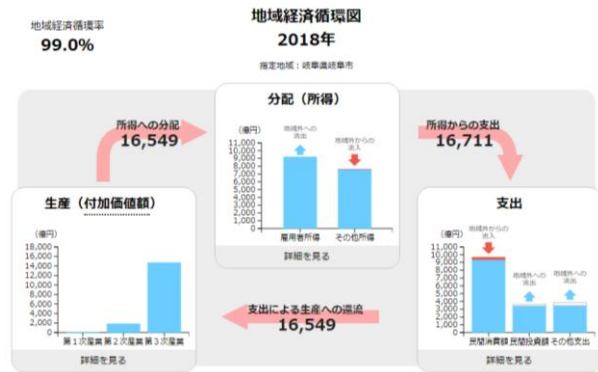 地域経済循環図
2018年
指定地域：岐阜県岐阜市
地域経済循環率
99.0%
所得への分配
16,549
分配（所得）
（億円）
地域外への
流出
地域外からの
流入
11,000
10,000
9,000
8,000
7,000
6,000
5,000
4,000
3,000
2,000
1,000
0
雇用者所得
その他所得
詳細を見る
所得からの支出
16,711
生産（付加価値額）
（億円）
18,000
16,000
14,000
12,000
10,000
8,000
6,000
4,000
2,000
0
第１次産業
第２次産業
第３次産業
詳細を見る
支出
（億円）
地域外からの
流入
地域外への
流出
地域外への
流出
11,000
10,000
9,000
8,000
7,000
6,000
5,000
4,000
3,000
2,000
1,000
0
民間消費額
民間投資額
その他支出
詳細を見る
支出による生産への還流
16,549